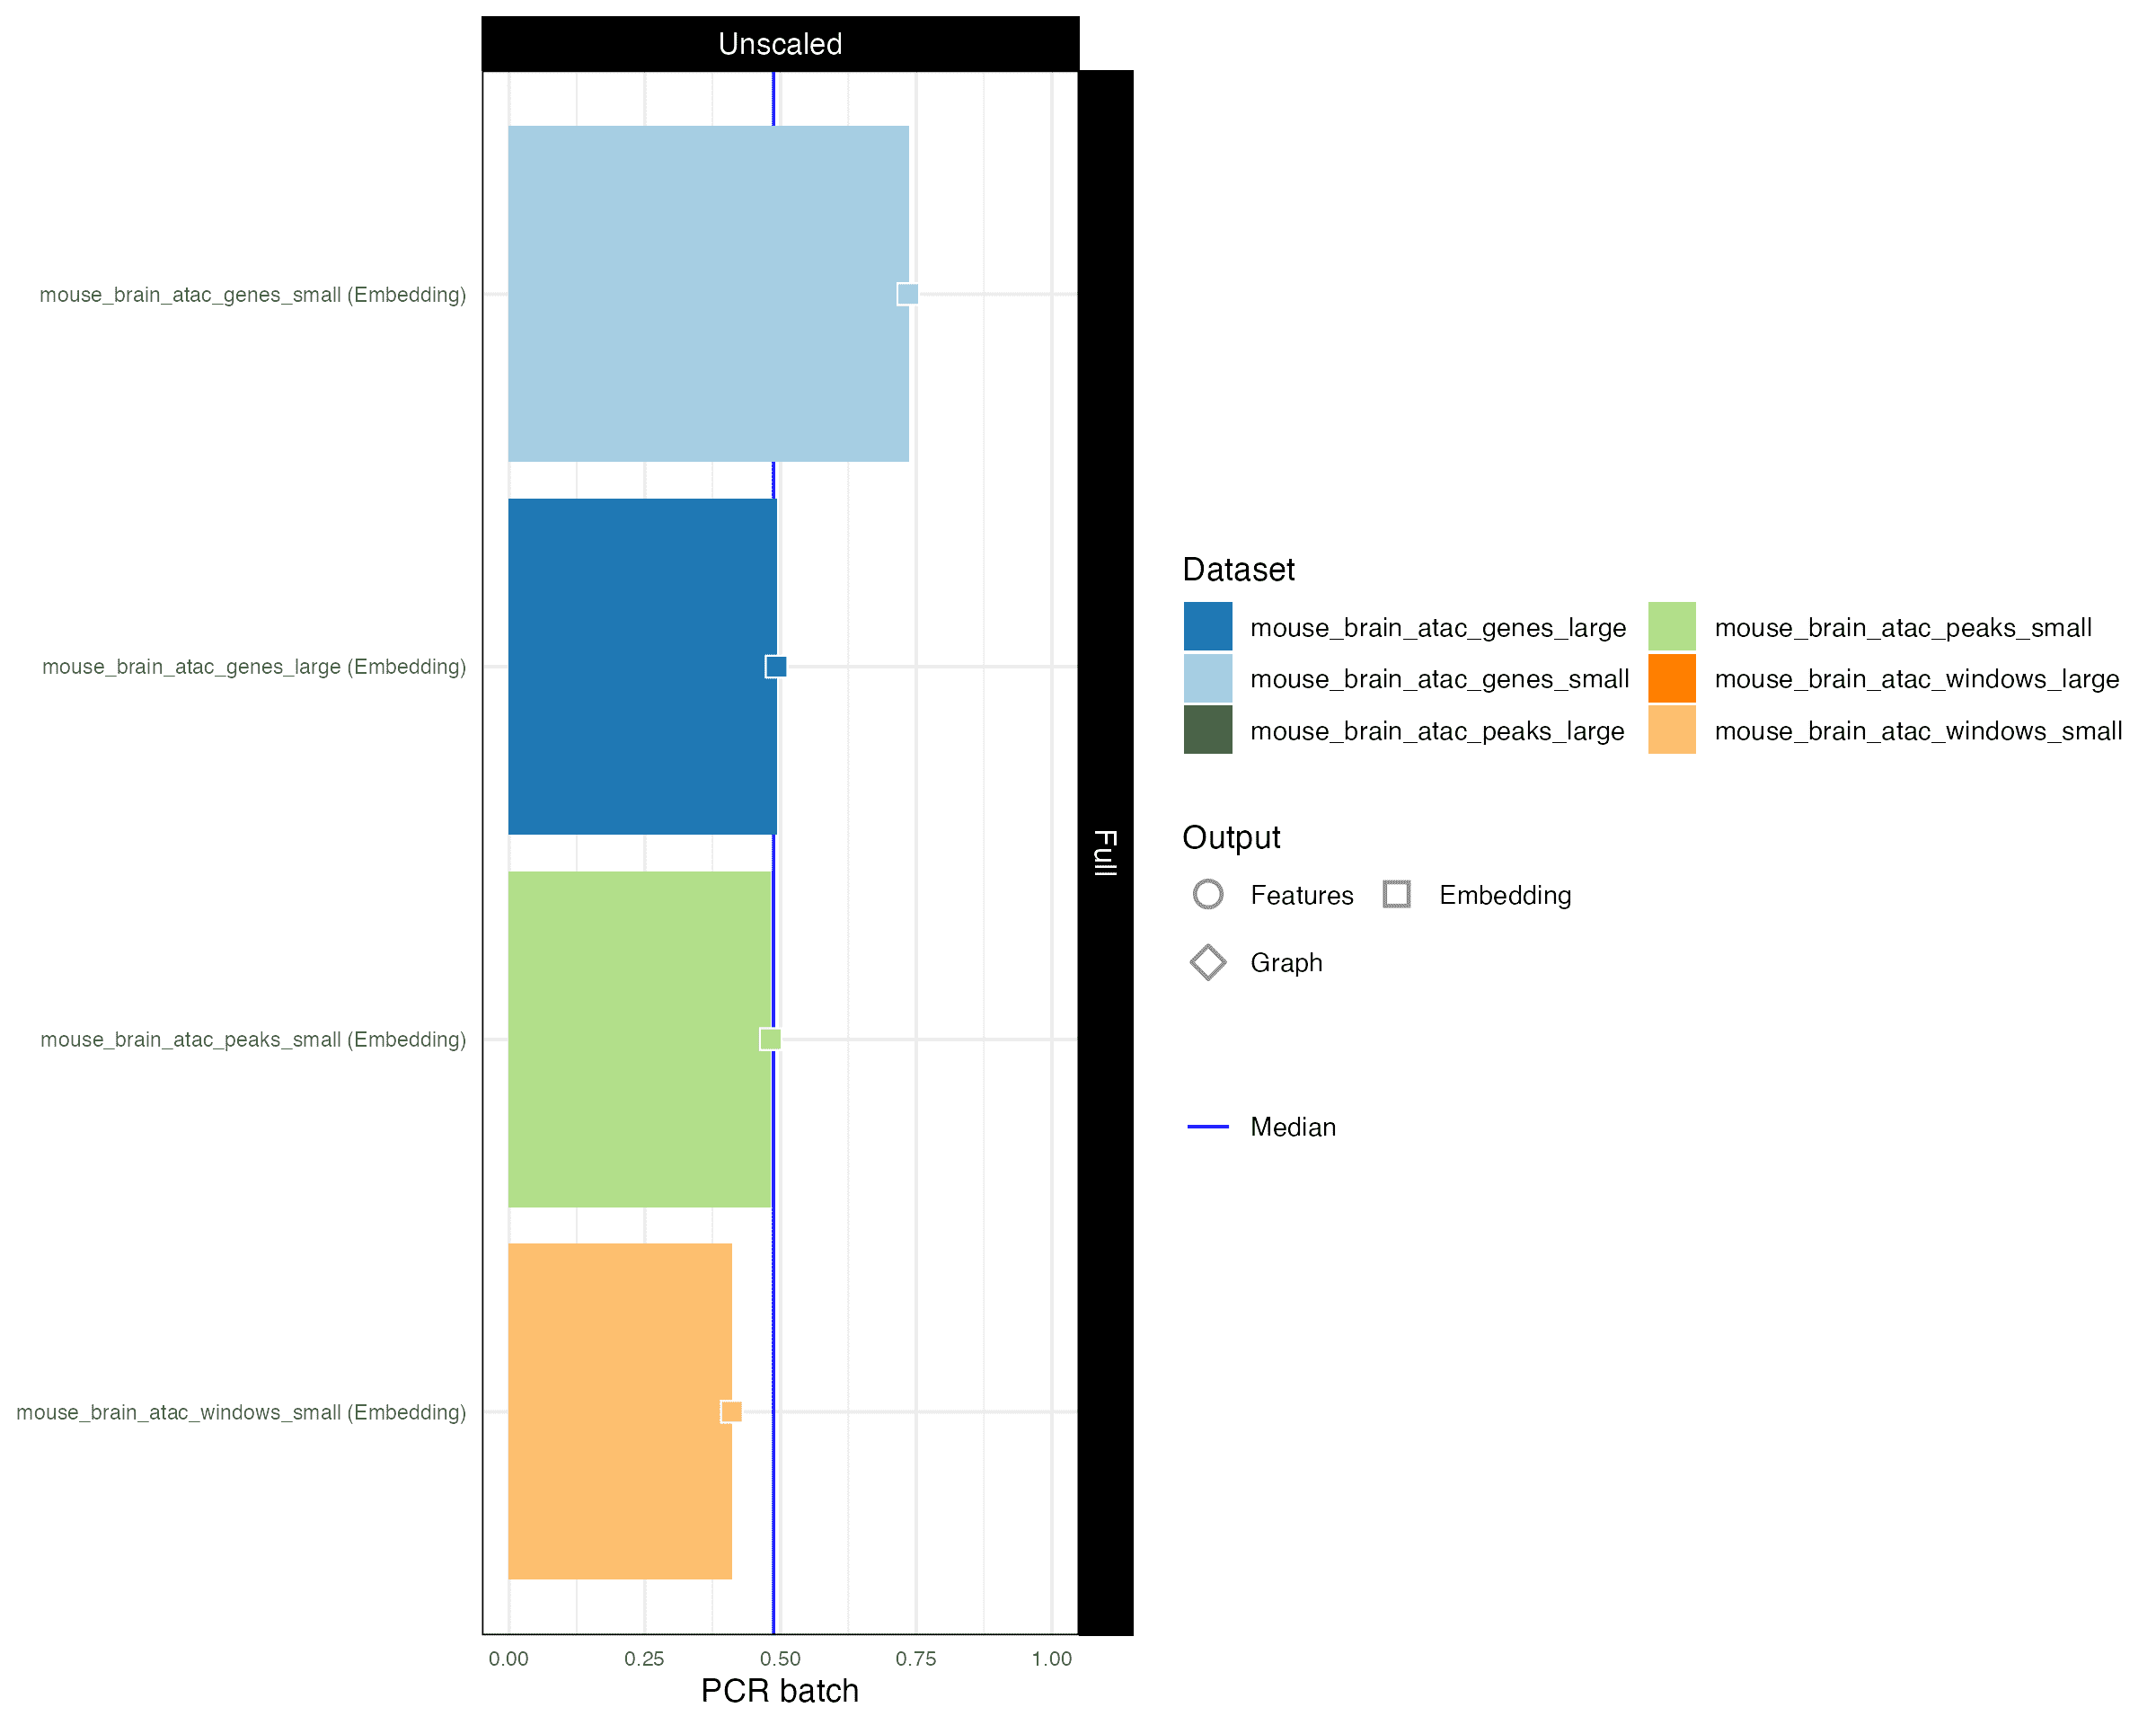 Unscaled
mouse_brain_atac_genes_small (Embedding)
mouse_brain_atac_genes_large (Embedding)
mouse_brain_atac_peaks_small (Embedding)
mouse_brain_atac_windows_small (Embedding)
0.00 0.25 0.50 0.75 1.00
PCR batch
Full
Dataset
mouse_brain_atac_genes_large mouse_brain_atac_peaks_small
mouse_brain_atac_genes_small mouse_brain_atac_windows_large
mouse_brain_atac_peaks_large mouse_brain_atac_windows_small
Output
Features Embedding
Graph
Median